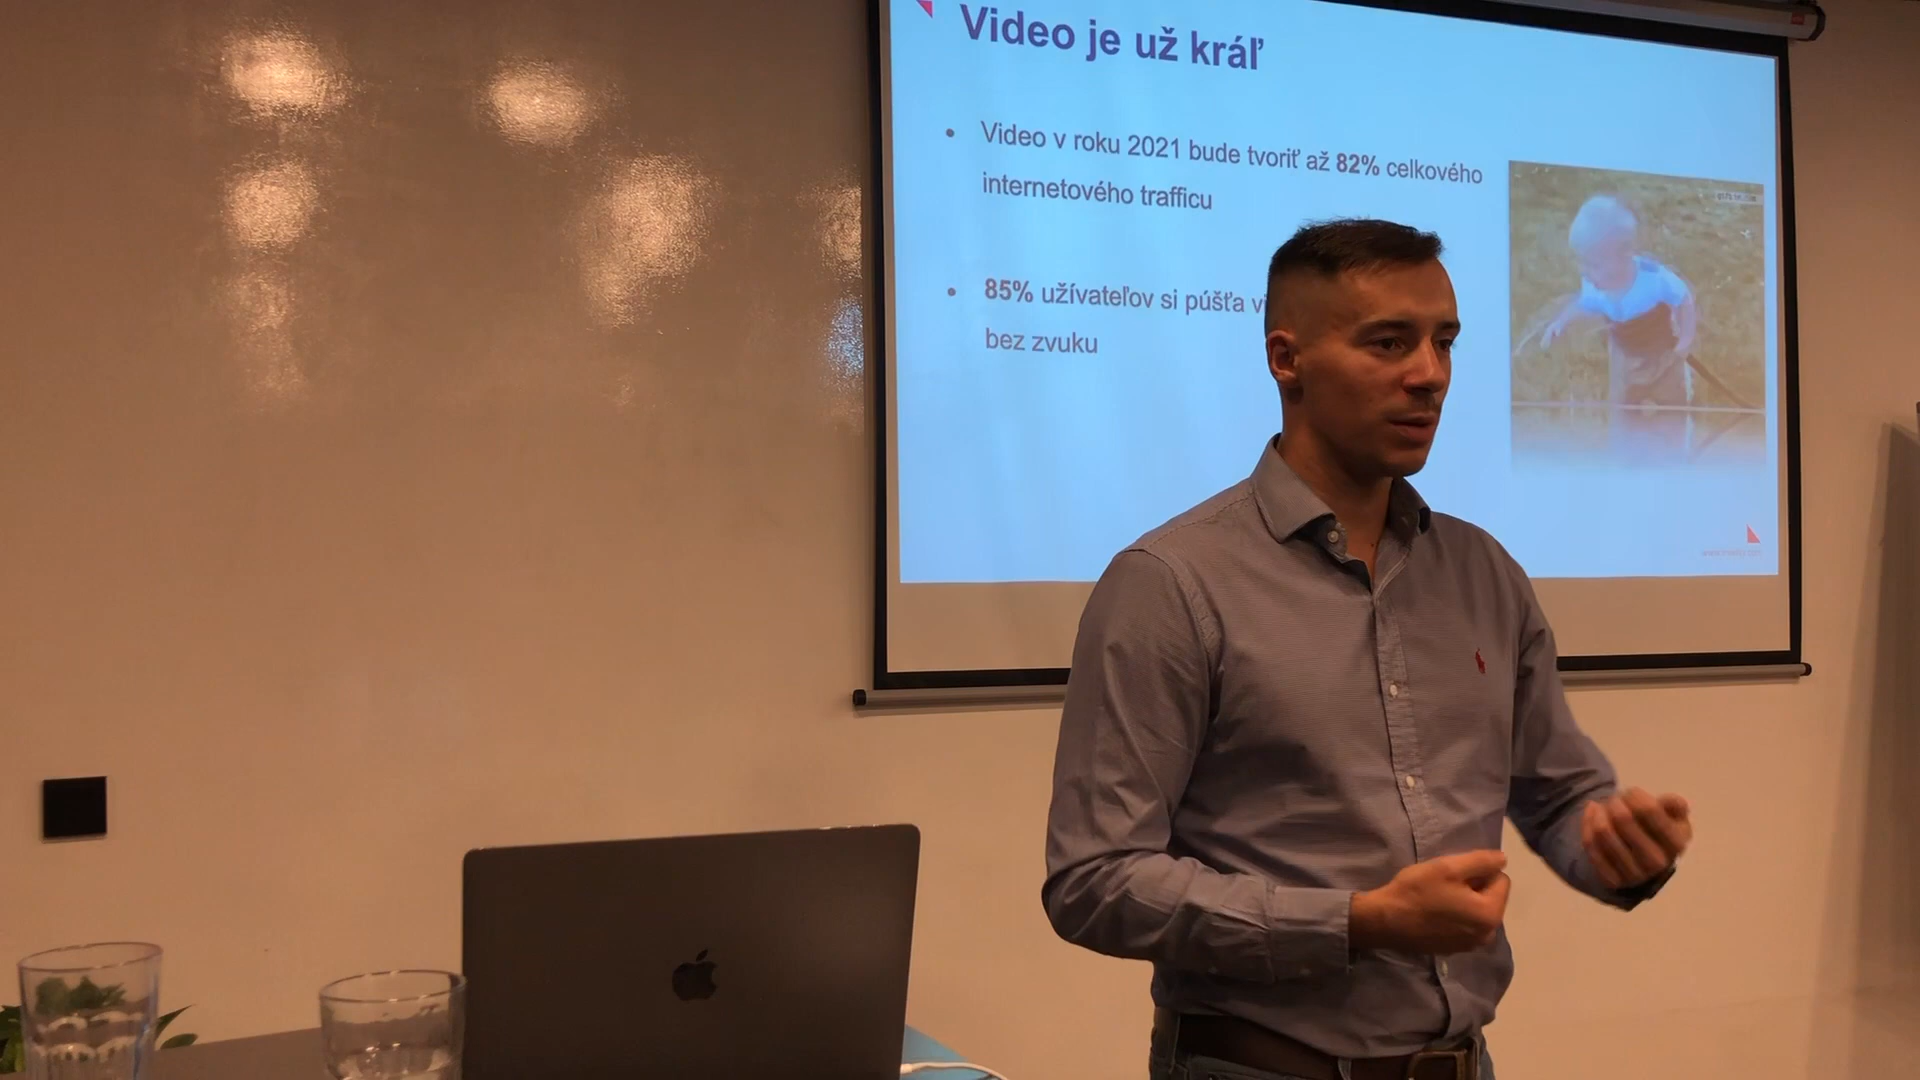 Video je už kráľ
• Video v roku 2021 bude tvoriť až 82% celkového
internetového trafficu
• 85% užívateľov si púšťa vi
bez zvuku